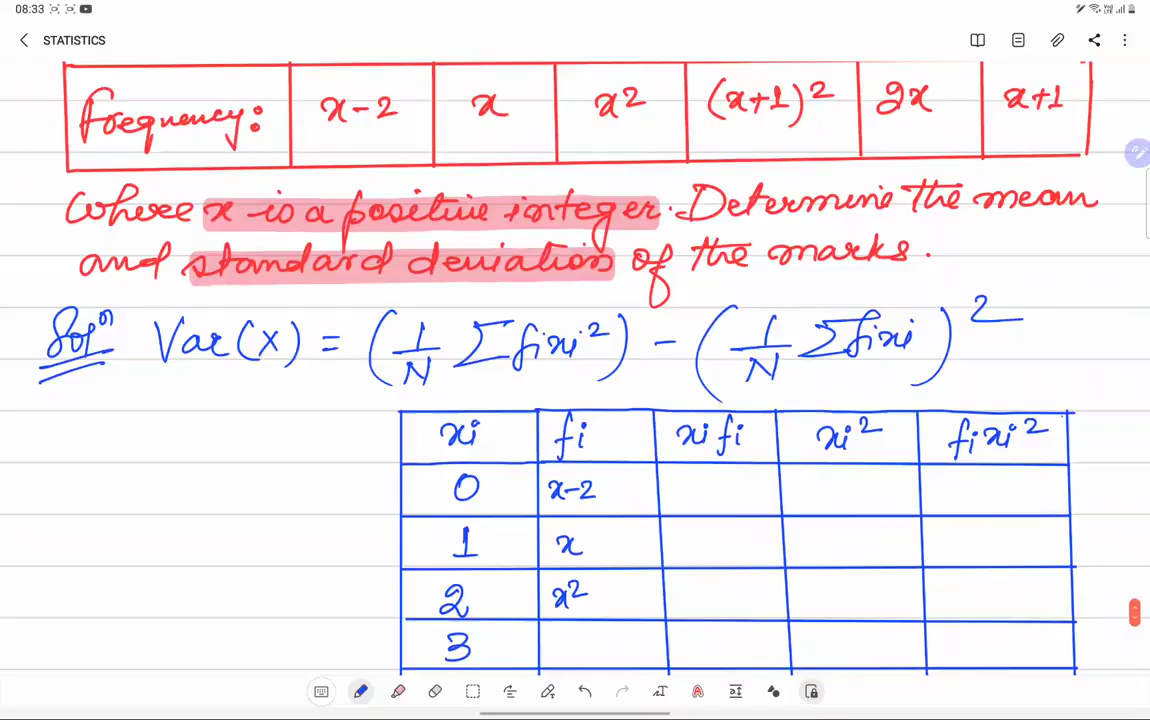 08:33
STATISTICS
frequency: x-2 x x² (x+1)² 2x x+1
Where x is a positive integer. Determine the mean
and standard deviation of the marks.
Solⁿ Var(X) = (1/N Σfixi²) - (1/N Σfixi)²
xi fi xifi xi² fixi²
0 x-2
1 x
2 x²
3